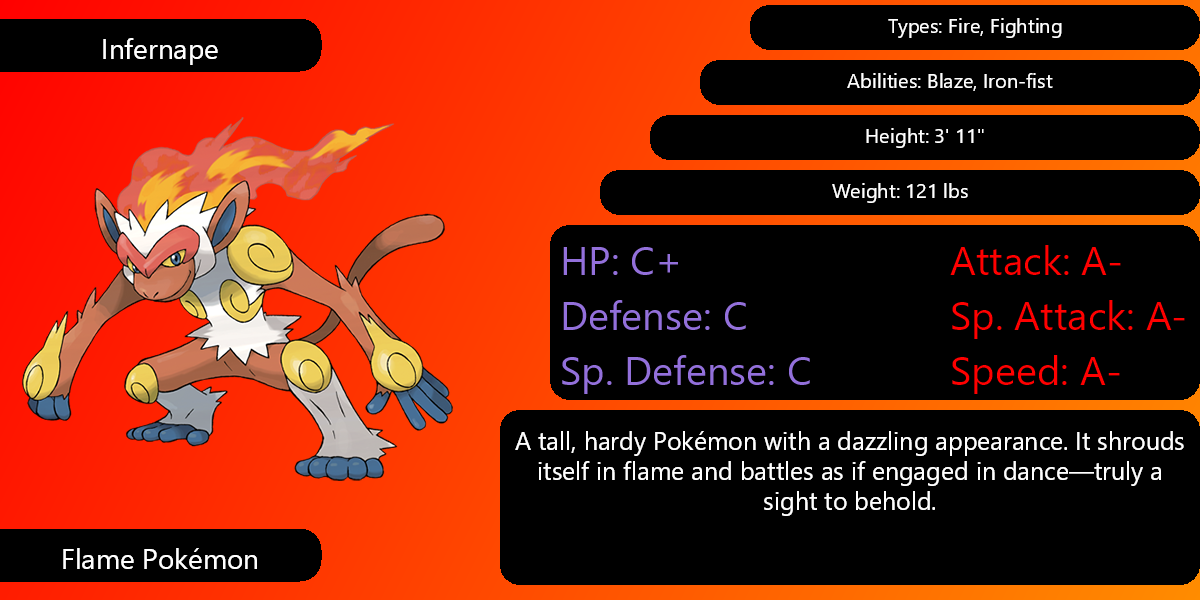 Infernape
Types: Fire, Fighting
Abilities: Blaze, Iron-fist
Height: 3' 11"
Weight: 121 lbs
HP: C+
Attack: A-
Defense: C
Sp. Attack: A-
Sp. Defense: C
Speed: A-
A tall, hardy Pokémon with a dazzling appearance. It shrouds
itself in flame and battles as if engaged in dance—truly a
sight to behold.
Flame Pokémon